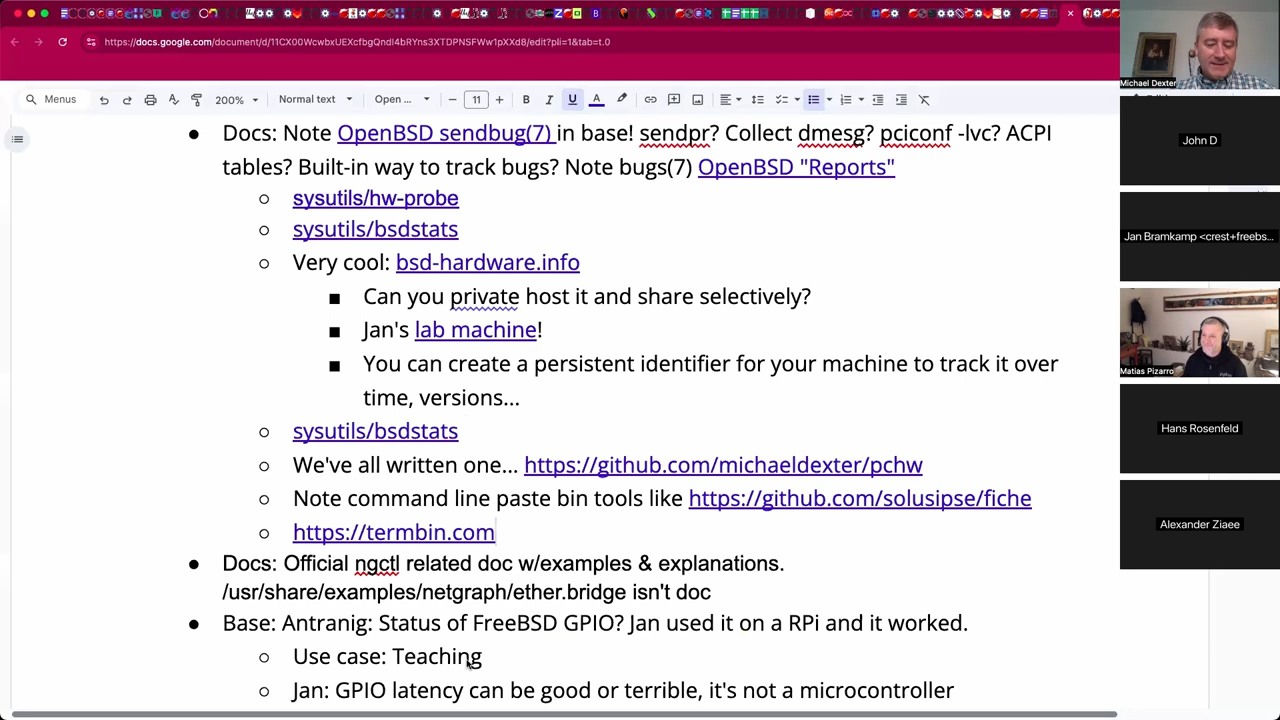 https://docs.google.com/document/d/11CX00WcwbxUEXcfbgQndl4bRYns3XTDPNSFWw1pXXd8/edit?pli=1&tab=t.0
Menus 200% Normal text Open ... 11
Docs: Note OpenBSD sendbug(7) in base! sendpr? Collect dmesg? pciconf -lvc? ACPI
tables? Built-in way to track bugs? Note bugs(7) OpenBSD "Reports"
sysutils/hw-probe
sysutils/bsdstats
Very cool: bsd-hardware.info
Can you private host it and share selectively?
Jan's lab machine!
You can create a persistent identifier for your machine to track it over
time, versions...
sysutils/bsdstats
We've all written one... https://github.com/michaeldexter/pchw
Note command line paste bin tools like https://github.com/solusipse/fiche
https://termbin.com
Docs: Official ngctl related doc w/examples & explanations.
/usr/share/examples/netgraph/ether.bridge isn't doc
Base: Antranig: Status of FreeBSD GPIO? Jan used it on a RPi and it worked.
Use case: Teaching
Jan: GPIO latency can be good or terrible, it's not a microcontroller
Michael Dexter
John D
Jan Bramkamp <crest+freebs...
Matias Pizarro
Hans Rosenfeld
Alexander Ziaee